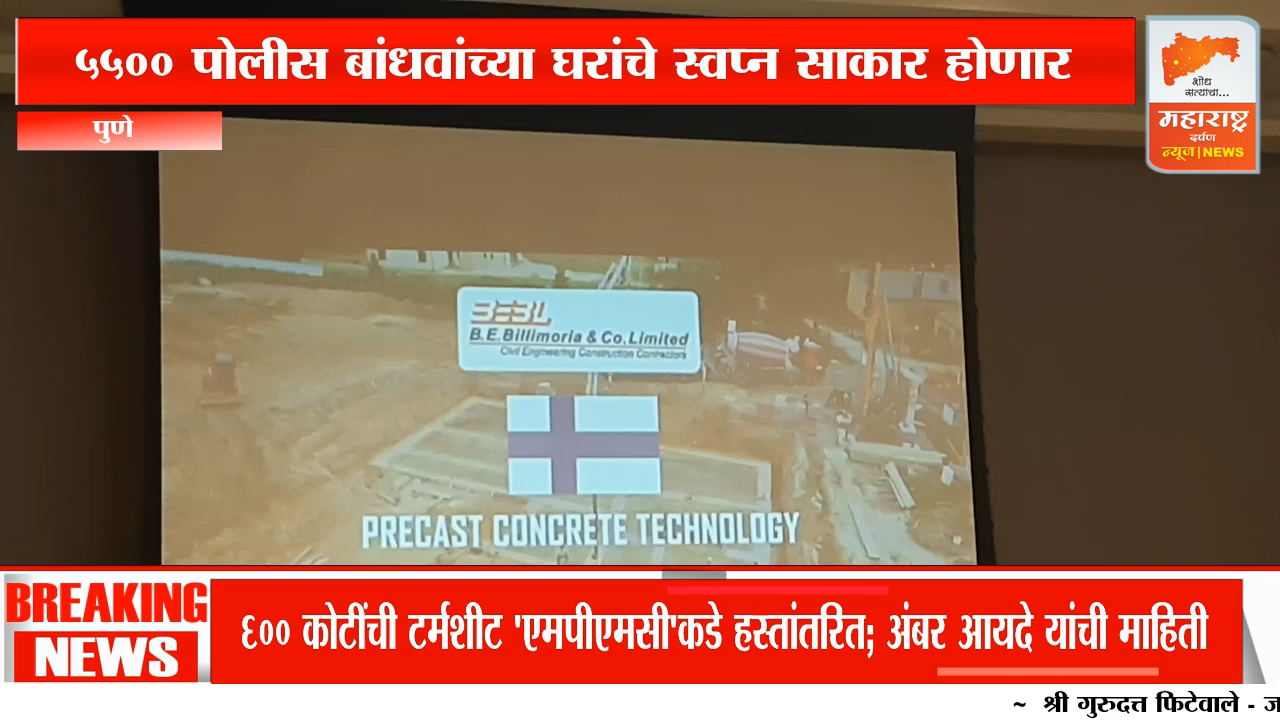 ५५०० पोलीस बांधवांच्या घरांचे स्वप्न साकार होणार
पुणे
शोध
सत्याचा...
महाराष्ट्र
दर्पण
न्यूज|NEWS
BEBL
B.E.Billimoria & Co.Limited
Civil Engineering Construction Contractors
PRECAST CONCRETE TECHNOLOGY
BREAKING
NEWS
६०० कोटींची टर्मशीट 'एमपीएमसी'कडे हस्तांतरित; अंबर आयदे यांची माहिती
~ श्री गुरुदत्त फिटेवाले - ज